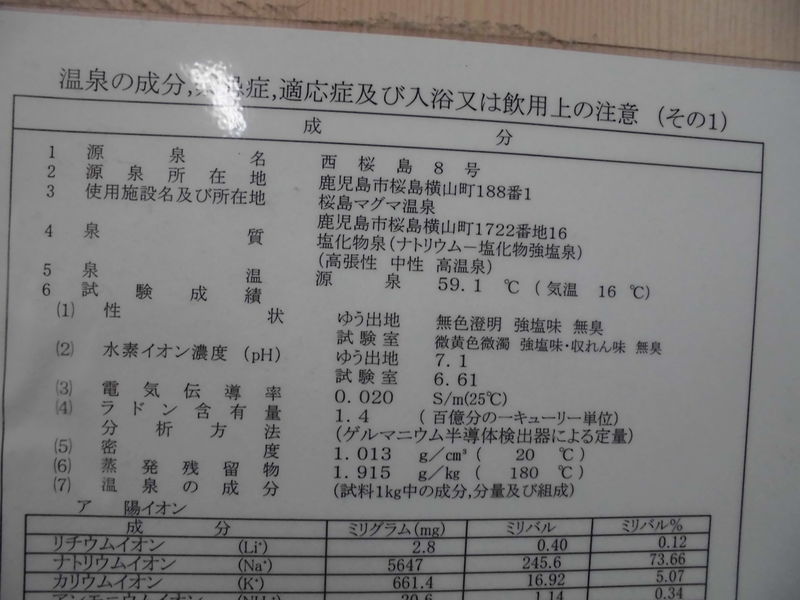 温泉の成分, 症, 適応症及び入浴又は飲用上の注意 (その1)
成 分
1 源泉名 西桜島8号
2 源泉所在地 鹿児島市桜島横山町188番1
3 使用施設名及び所在地 桜島マグマ温泉
鹿児島市桜島横山町1722番地16
4 泉質 塩化物泉(ナトリウム−塩化物強塩泉)
(高張性 中性 高温泉)
5 泉温 源泉 59.1 ℃ (気温 16 ℃)
6 試験成績
(1) 性状 ゆう出地 無色澄明 強塩味 無臭
試験室 微黄色微濁 強塩味・収れん味 無臭
(2) 水素イオン濃度 (pH) ゆう出地 7.1
試験室 6.61
(3) 電気伝導率 0.020 S/m(25℃)
(4) ラドン含有量 1.4 (百億分の一キューリー単位)
分析方法 (ゲルマニウム半導体検出器による定量)
(5) 密度 1.013 g/cm³ ( 20 ℃ )
(6) 蒸発残留物 1.915 g/kg ( 180 ℃ )
(7) 温泉の成分 (試料1kg中の成分,分量及び組成)
ア 陽イオン
成分 ミリグラム(mg) ミリバル ミリバル%
リチウムイオン (Li⁺) 2.8 0.40 0.12
ナトリウムイオン (Na⁺) 5647 245.6 73.66
カリウムイオン (K⁺) 661.4 16.92 5.07
アンモニウムイオン 20.6 1.14 0.34